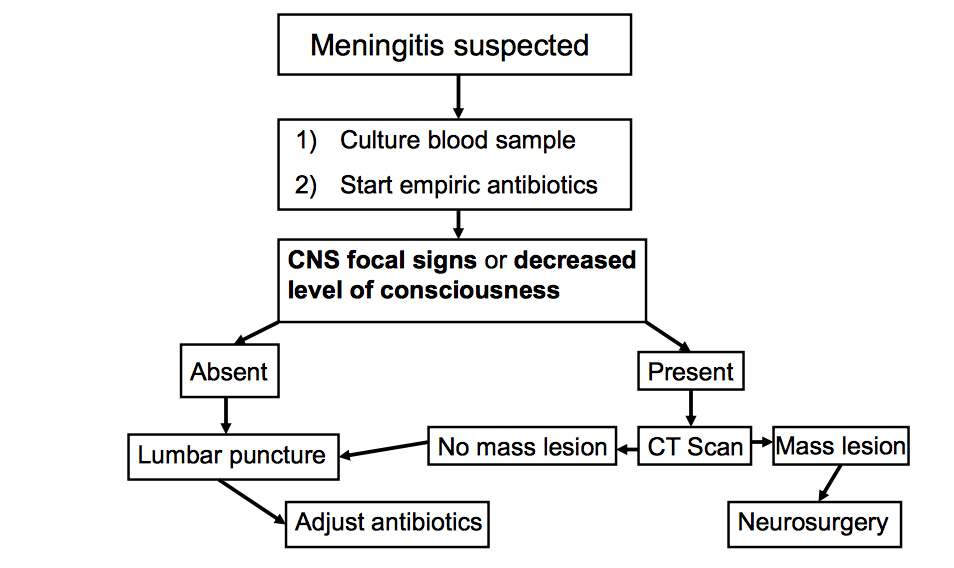 Meningitis suspected
1) Culture blood sample
2) Start empiric antibiotics
CNS focal signs or decreased
level of consciousness
Absent
Present
Lumbar puncture
No mass lesion
CT Scan
Mass lesion
Adjust antibiotics
Neurosurgery